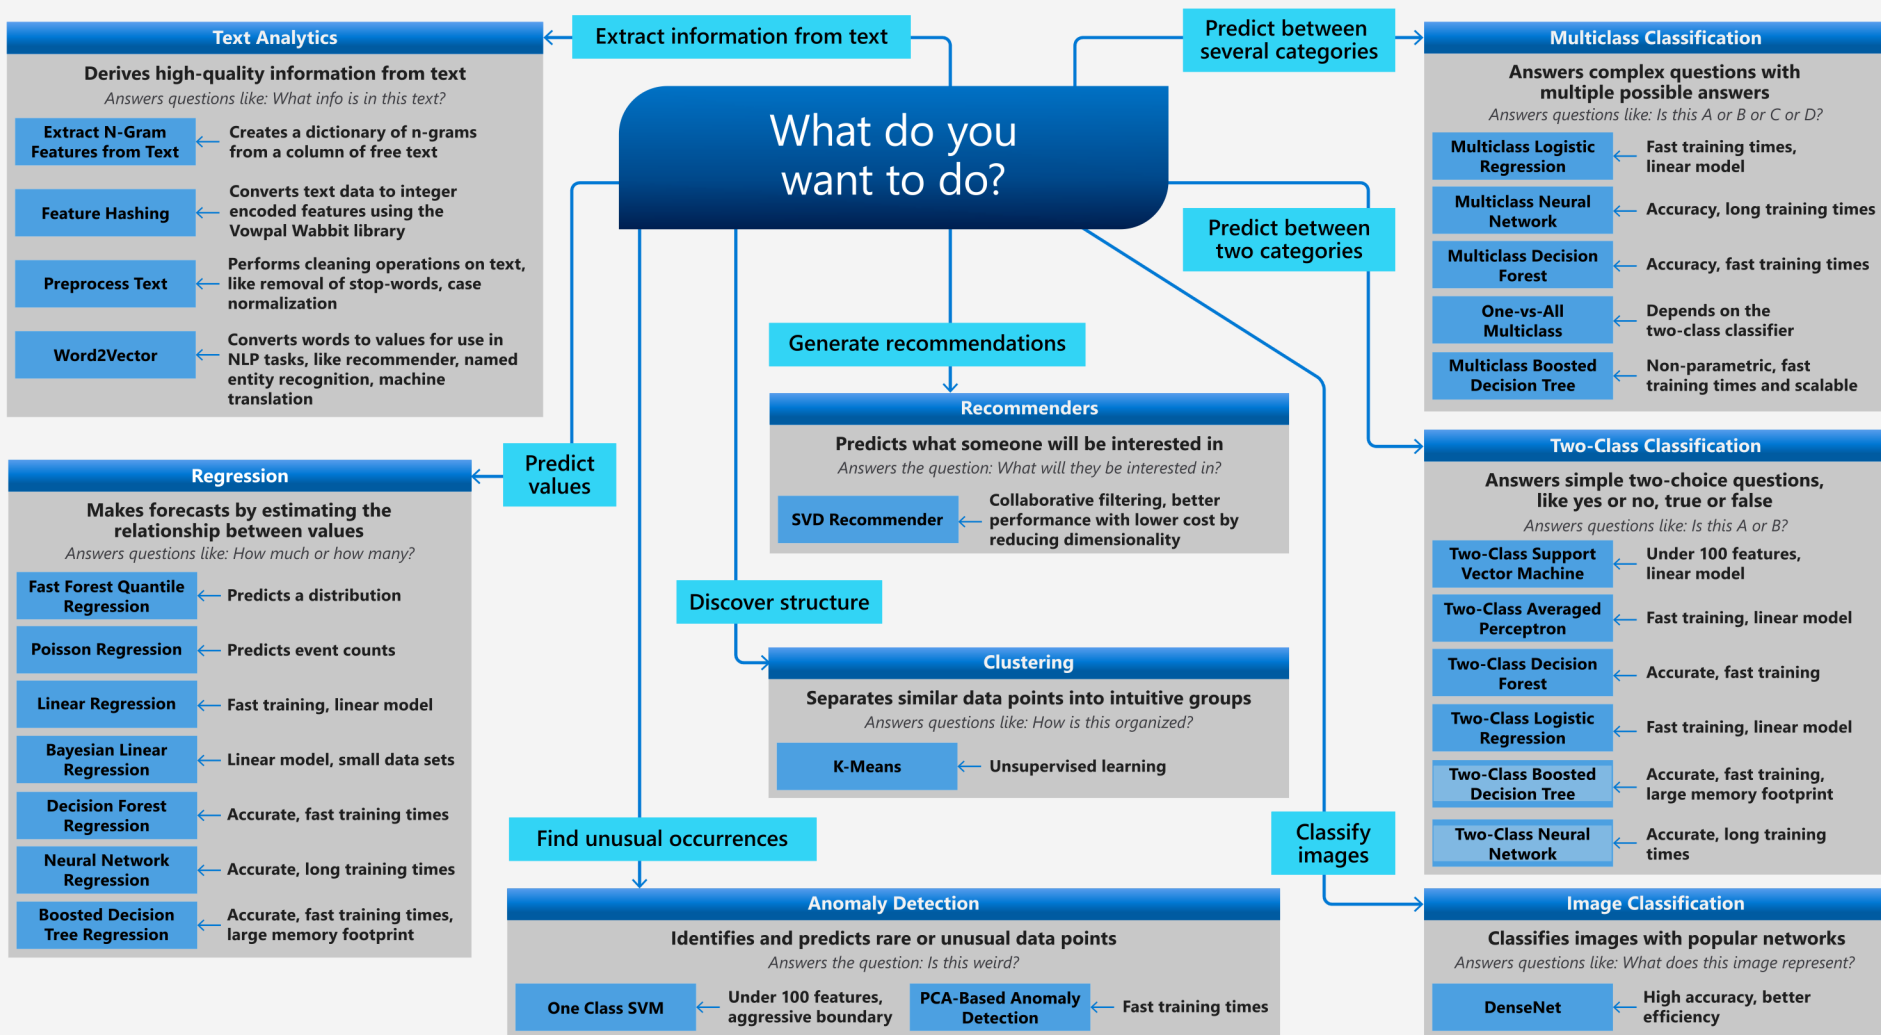 What do you
want to do?
Extract information from text
Text Analytics
Derives high-quality information from text
Answers questions like: What info is in this text?
Extract N-Gram
Features from Text
Creates a dictionary of n-grams
from a column of free text
Feature Hashing
Converts text data to integer
encoded features using the
Vowpal Wabbit library
Preprocess Text
Performs cleaning operations on text,
like removal of stop-words, case
normalization
Word2Vector
Converts words to values for use in
NLP tasks, like recommender, named
entity recognition, machine
translation
Predict
values
Regression
Makes forecasts by estimating the
relationship between values
Answers questions like: How much or how many?
Fast Forest Quantile
Regression
Predicts a distribution
Poisson Regression
Predicts event counts
Linear Regression
Fast training, linear model
Bayesian Linear
Regression
Linear model, small data sets
Decision Forest
Regression
Accurate, fast training times
Neural Network
Regression
Accurate, long training times
Boosted Decision
Tree Regression
Accurate, fast training times,
large memory footprint
Generate recommendations
Recommenders
Predicts what someone will be interested in
Answers the question: What will they be interested in?
SVD Recommender
Collaborative filtering, better
performance with lower cost by
reducing dimensionality
Discover structure
Clustering
Separates similar data points into intuitive groups
Answers questions like: How is this organized?
K-Means
Unsupervised learning
Find unusual occurrences
Anomaly Detection
Identifies and predicts rare or unusual data points
Answers the question: Is this weird?
One Class SVM
Under 100 features,
aggressive boundary
PCA-Based Anomaly
Detection
Fast training times
Predict between
several categories
Multiclass Classification
Answers complex questions with
multiple possible answers
Answers questions like: Is this A or B or C or D?
Multiclass Logistic
Regression
Fast training times,
linear model
Multiclass Neural
Network
Accuracy, long training times
Multiclass Decision
Forest
Accuracy, fast training times
One-vs-All
Multiclass
Depends on the
two-class classifier
Multiclass Boosted
Decision Tree
Non-parametric, fast
training times and scalable
Predict between
two categories
Two-Class Classification
Answers simple two-choice questions,
like yes or no, true or false
Answers questions like: Is this A or B?
Two-Class Support
Vector Machine
Under 100 features,
linear model
Two-Class Averaged
Perceptron
Fast training, linear model
Two-Class Decision
Forest
Accurate, fast training
Two-Class Logistic
Regression
Fast training, linear model
Two-Class Boosted
Decision Tree
Accurate, fast training,
large memory footprint
Two-Class Neural
Network
Accurate, long training
times
Classify
images
Image Classification
Classifies images with popular networks
Answers questions like: What does this image represent?
DenseNet
High accuracy, better
efficiency